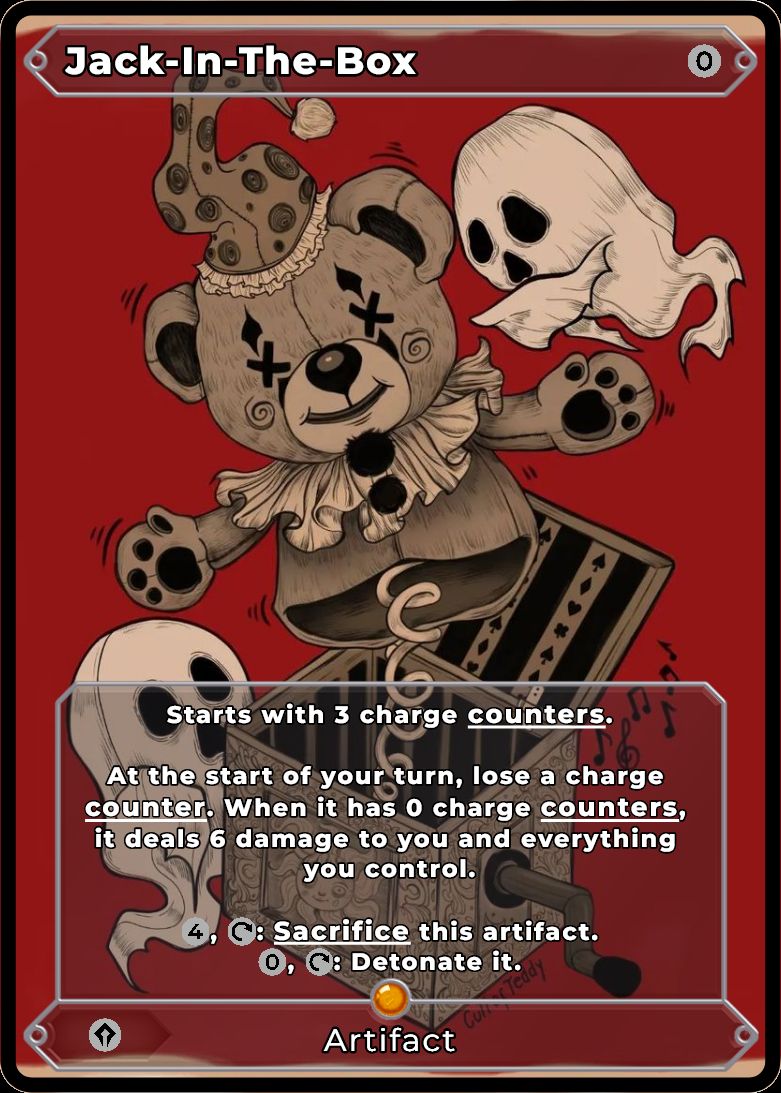 Jack-In-The-Box
0
Starts with 3 charge counters.
At the start of your turn, lose a charge
counter. When it has 0 charge counters,
it deals 6 damage to you and everything
you control.
4, : Sacrifice this artifact.
0, : Detonate it.
Teddy
Artifact